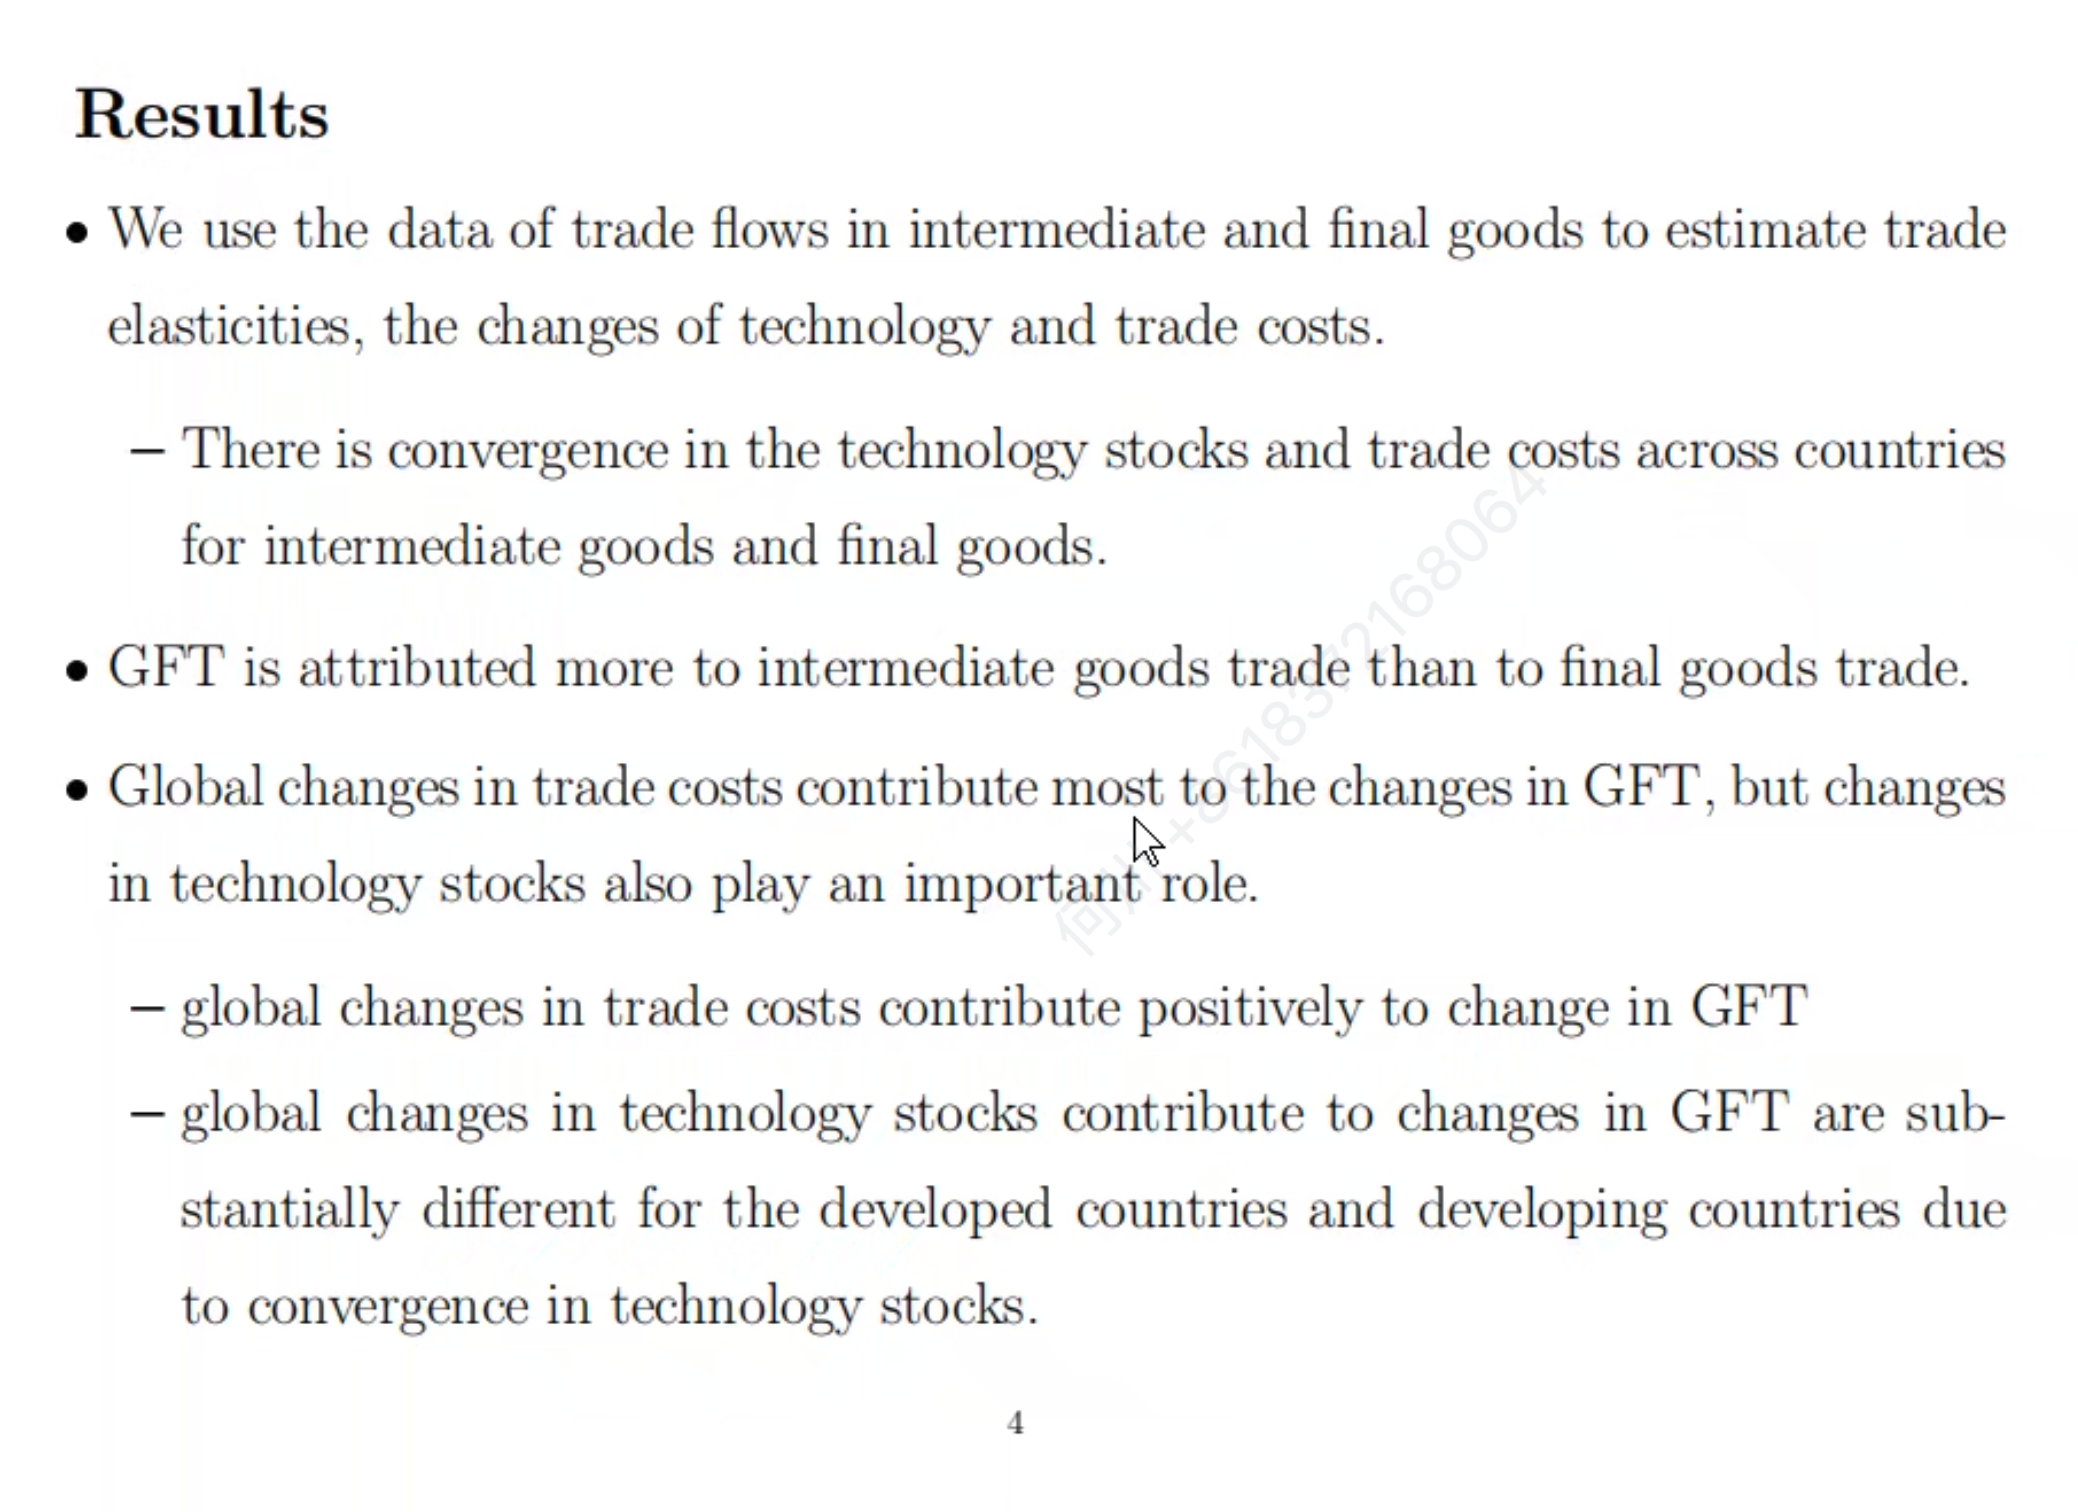 Results
• We use the data of trade flows in intermediate and final goods to estimate trade
elasticities, the changes of technology and trade costs.
– There is convergence in the technology stocks and trade costs across countries
for intermediate goods and final goods.
• GFT is attributed more to intermediate goods trade than to final goods trade.
• Global changes in trade costs contribute most to the changes in GFT, but changes
in technology stocks also play an important role.
– global changes in trade costs contribute positively to change in GFT
– global changes in technology stocks contribute to changes in GFT are sub-
stantially different for the developed countries and developing countries due
to convergence in technology stocks.
4